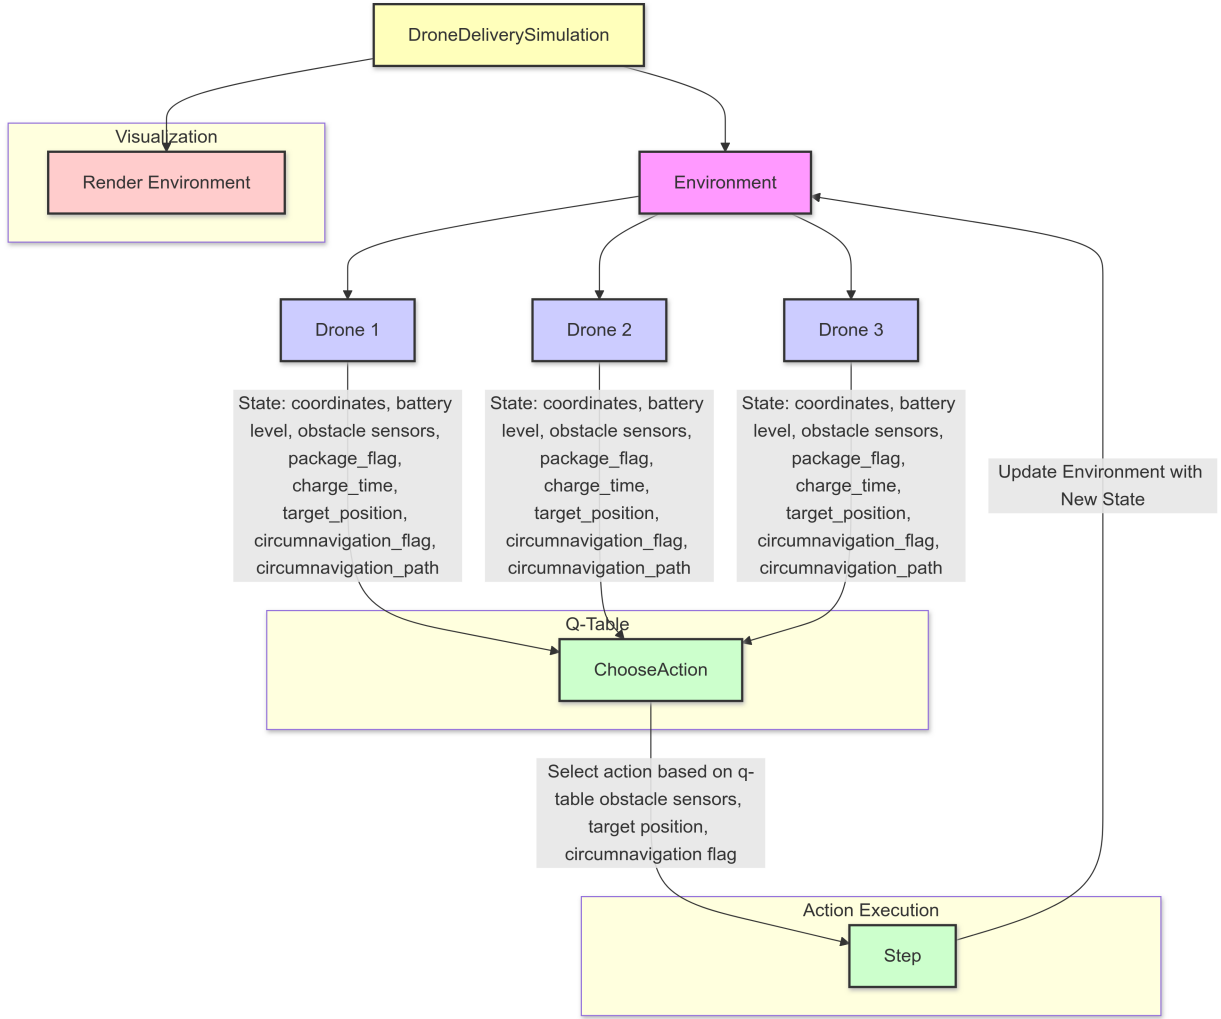 DroneDeliverySimulation
Visualization
Render Environment
Environment
Drone 1
Drone 2
Drone 3
State: coordinates, battery
level, obstacle sensors,
package_flag,
charge_time,
target_position,
circumnavigation_flag,
circumnavigation_path
State: coordinates, battery
level, obstacle sensors,
package_flag,
charge_time,
target_position,
circumnavigation_flag,
circumnavigation_path
State: coordinates, battery
level, obstacle sensors,
package_flag,
charge_time,
target_position,
circumnavigation_flag,
circumnavigation_path
Update Environment with
New State
Q-Table
ChooseAction
Select action based on q-
table obstacle sensors,
target position,
circumnavigation flag
Action Execution
Step